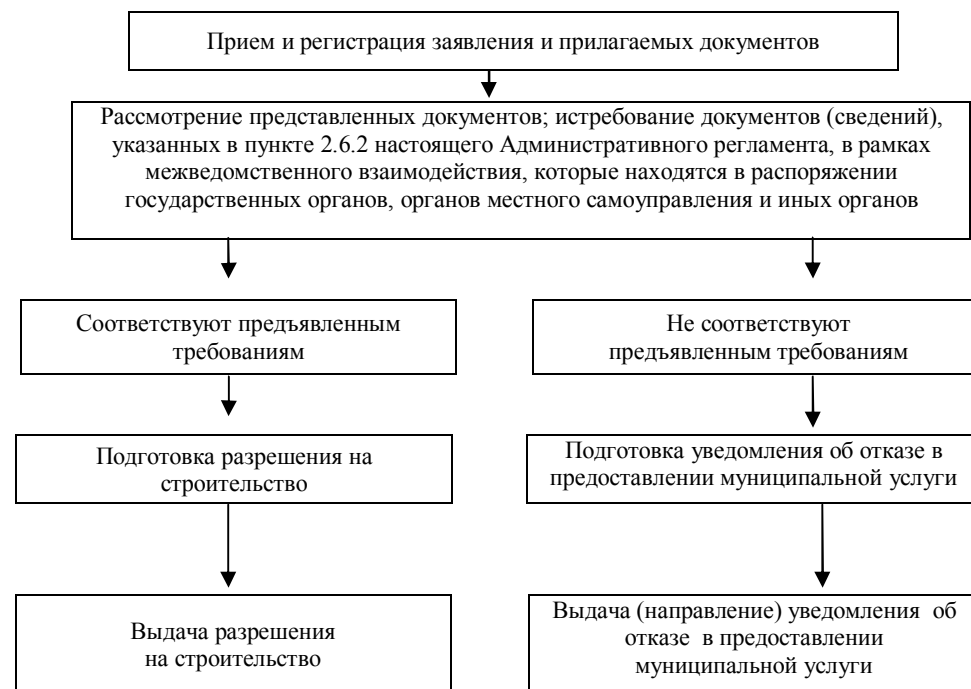 Прием и регистрация заявления и прилагаемых документов
Рассмотрение представленных документов; истребование документов (сведений),
указанных в пункте 2.6.2 настоящего Административного регламента, в рамках
межведомственного взаимодействия, которые находятся в распоряжении
государственных органов, органов местного самоуправления и иных органов
Соответствуют предъявленным
требованиям
Не соответствуют
предъявленным требованиям
Подготовка разрешения на
строительство
Подготовка уведомления об отказе в
предоставлении муниципальной услуги
Выдача разрешения
на строительство
Выдача (направление) уведомления об
отказе в предоставлении
муниципальной услуги